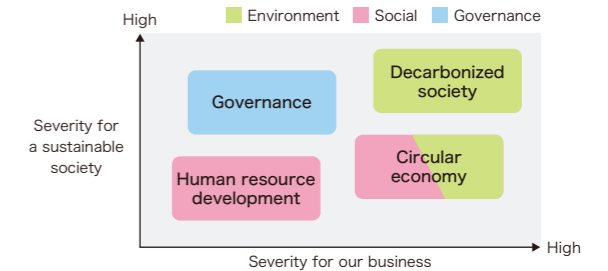 High
Environment
Social
Governance
Decarbonized
society
Governance
Severity for
a sustainable
society
Circular
economy
Human resource
development
High
Severity for our business